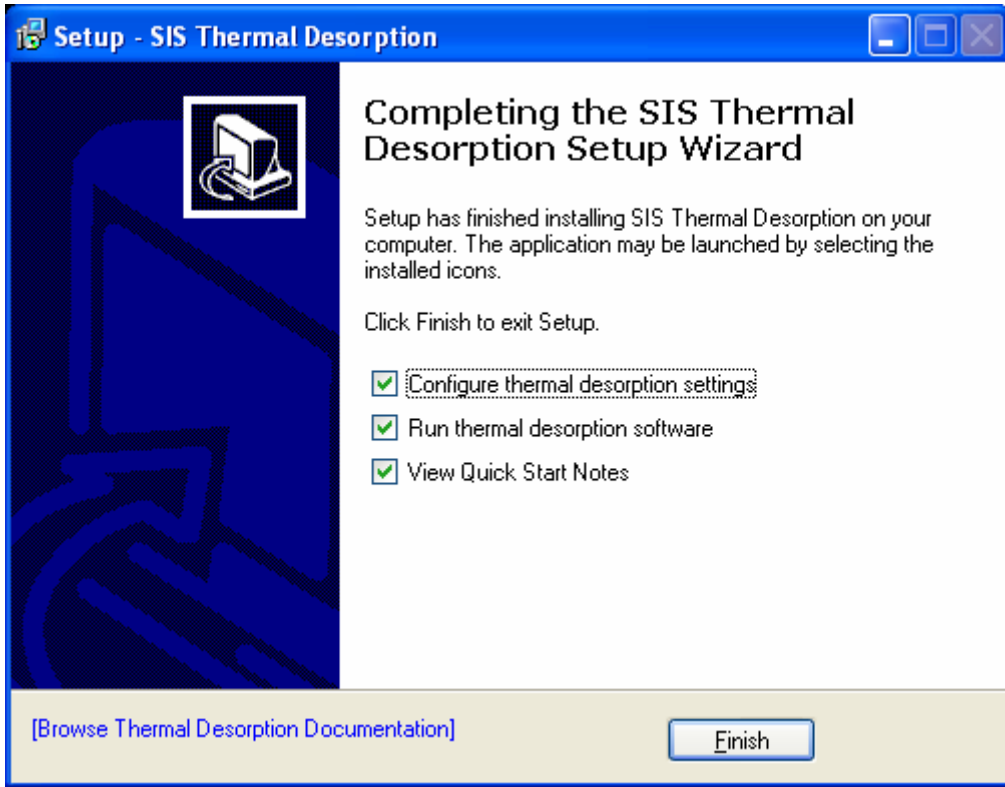 Setup - SIS Thermal Desorption
Completing the SIS Thermal
Desorption Setup Wizard
Setup has finished installing SIS Thermal Desorption on your
computer. The application may be launched by selecting the
installed icons.
Click Finish to exit Setup.
Configure thermal desorption settings
Run thermal desorption software
View Quick Start Notes
[Browse Thermal Desorption Documentation]
Finish